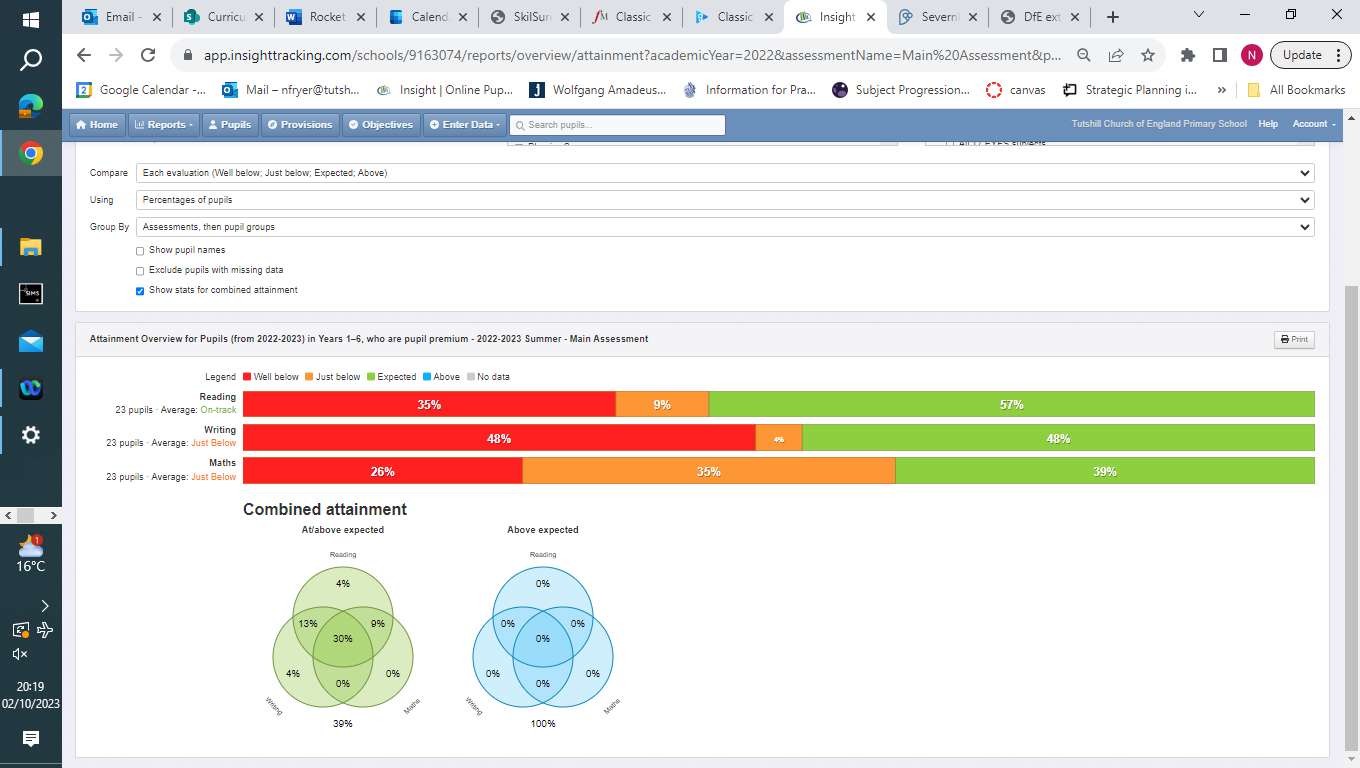 Email -
Curricu
Rocket
Calend
SkilSur
Classic
Classic
Insight
Severnl
DfE ext
app.insighttracking.com/schools/9163074/reports/overview/attainment?academicYear=2022&assessmentName=Main%20Assessment&p...
N
Update
Google Calendar -...
Mail – nfryer@tutsh...
Insight | Online Pup...
Wolfgang Amadeus...
Information for Pra...
Subject Progression...
canvas
Strategic Planning i...
»
All Bookmarks
Home
Reports
Pupils
Provisions
Objectives
Enter Data
Search pupils...
Tutshill Church of England Primary School
Help
Account
Compare
Each evaluation (Well below; Just below; Expected; Above)
Using
Percentages of pupils
Group By
Assessments, then pupil groups
Show pupil names
Exclude pupils with missing data
Show stats for combined attainment
Attainment Overview for Pupils (from 2022-2023) in Years 1–6, who are pupil premium - 2022-2023 Summer - Main Assessment
Print
Legend Well below Just below Expected Above No data
Reading
23 pupils · Average: On-track
35% 9% 57%
Writing
23 pupils · Average: Just Below
48% 4% 48%
Maths
23 pupils · Average: Just Below
26% 35% 39%
Combined attainment
At/above expected
Reading
4%
13% 9%
30%
4% 0%
0%
Writing Maths
39%
Above expected
Reading
0%
0% 0%
0%
0% 0%
0%
Writing Maths
100%
SIMS
1
16°C
20:19
02/10/2023